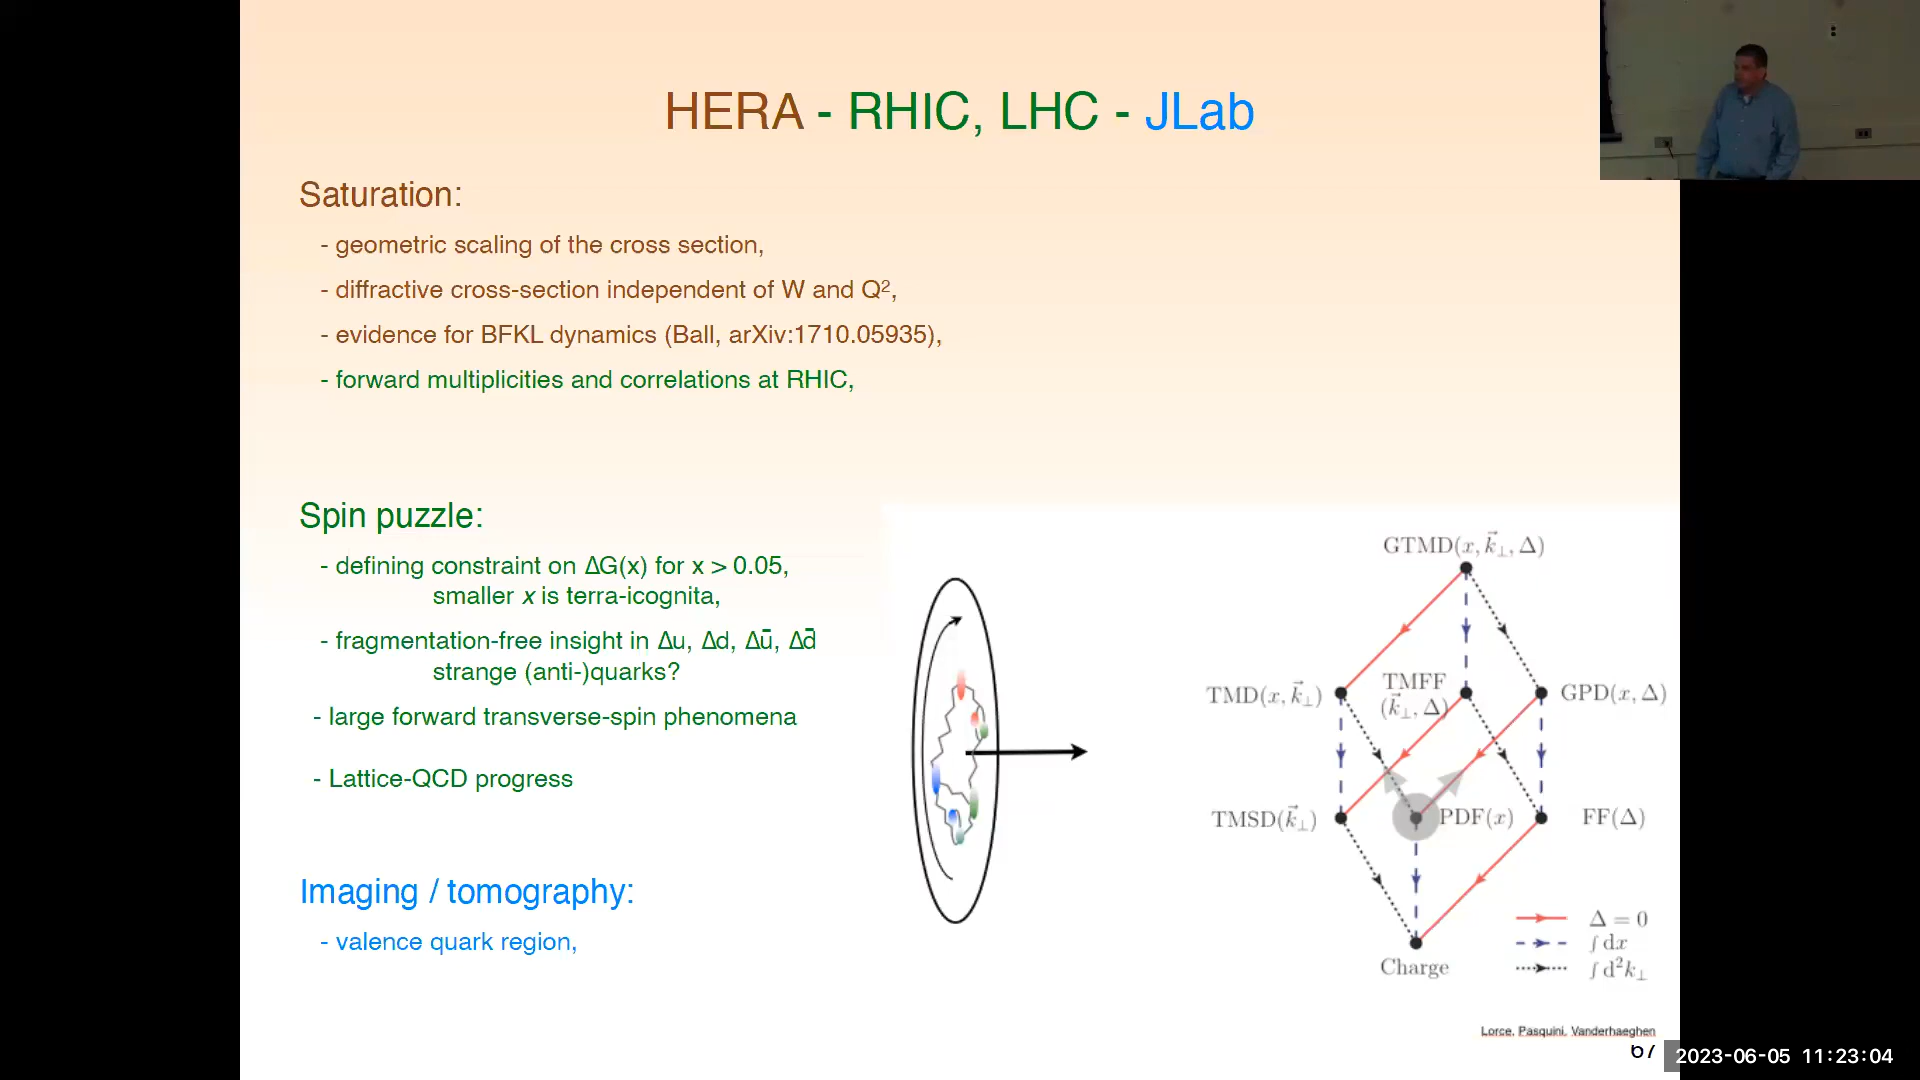 HERA - RHIC, LHC - JLab
Saturation:
- geometric scaling of the cross section,
- diffractive cross-section independent of W and Q²,
- evidence for BFKL dynamics (Ball, arXiv:1710.05935),
- forward multiplicities and correlations at RHIC,
Spin puzzle:
- defining constraint on ΔG(x) for x > 0.05,
smaller x is terra-icognita,
- fragmentation-free insight in Δu, Δd, Δū, Δd̄
strange (anti-)quarks?
- large forward transverse-spin phenomena
- Lattice-QCD progress
Imaging / tomography:
- valence quark region,
GTMD(x, k⃗⊥, Δ)
TMD(x, k⃗⊥)
TMFF
(k⃗⊥, Δ)
GPD(x, Δ)
TMSD(k⃗⊥)
PDF(x)
FF(Δ)
Charge
Δ = 0
∫dx
∫d²k⊥
Lorce, Pasquini, Vanderhaeghen
67
2023-06-05 11:23:04